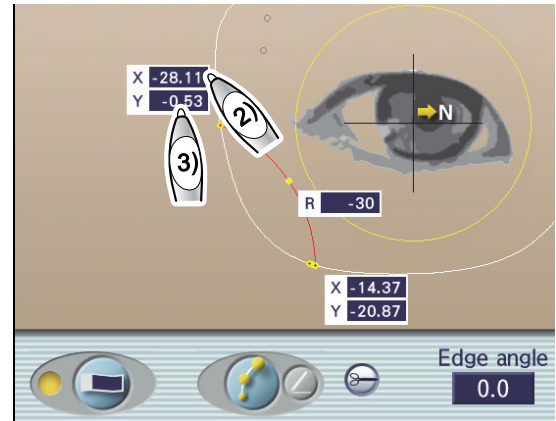 X -28.11
Y -0.53
2)
3)
N
R -30
X -14.37
Y -20.87
Edge angle
0.0